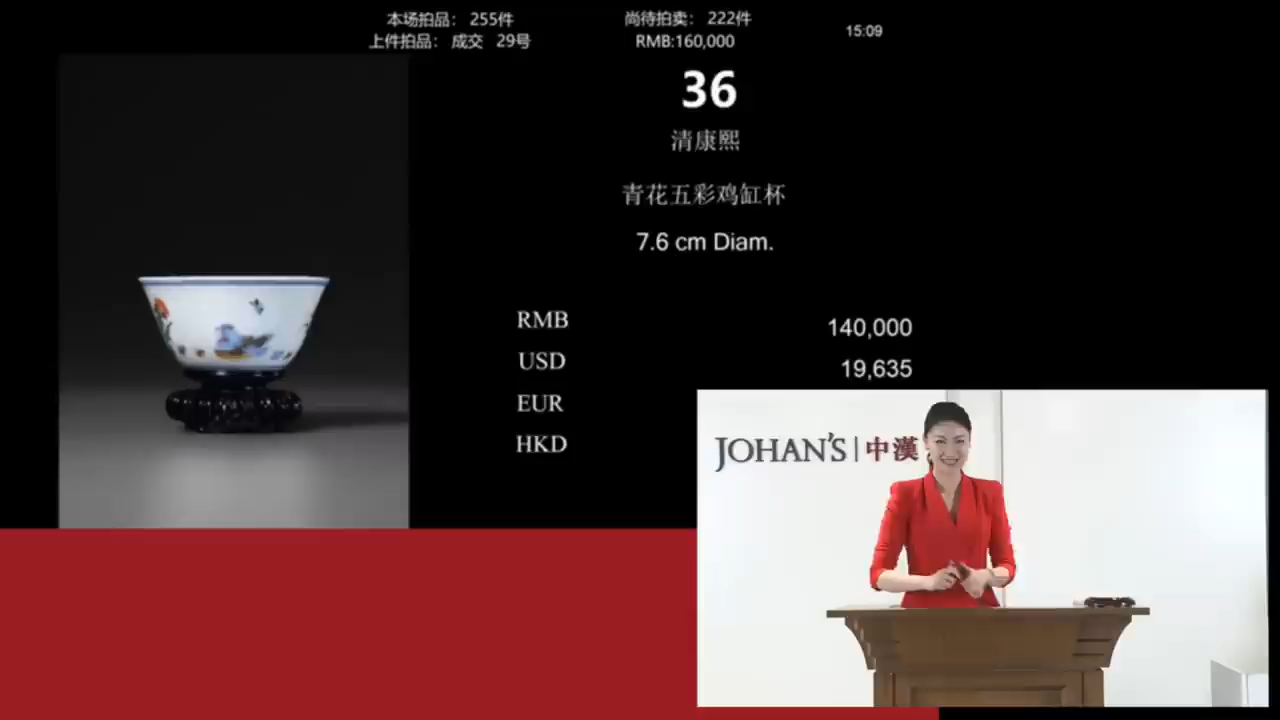 本场拍品： 255件
尚待拍卖： 222件
上件拍品： 成交 29号
RMB:160,000
15:09
36
清康熙
青花五彩鸡缸杯
7.6 cm Diam.
RMB 140,000
USD 19,635
EUR
HKD
JOHAN'S|中漢